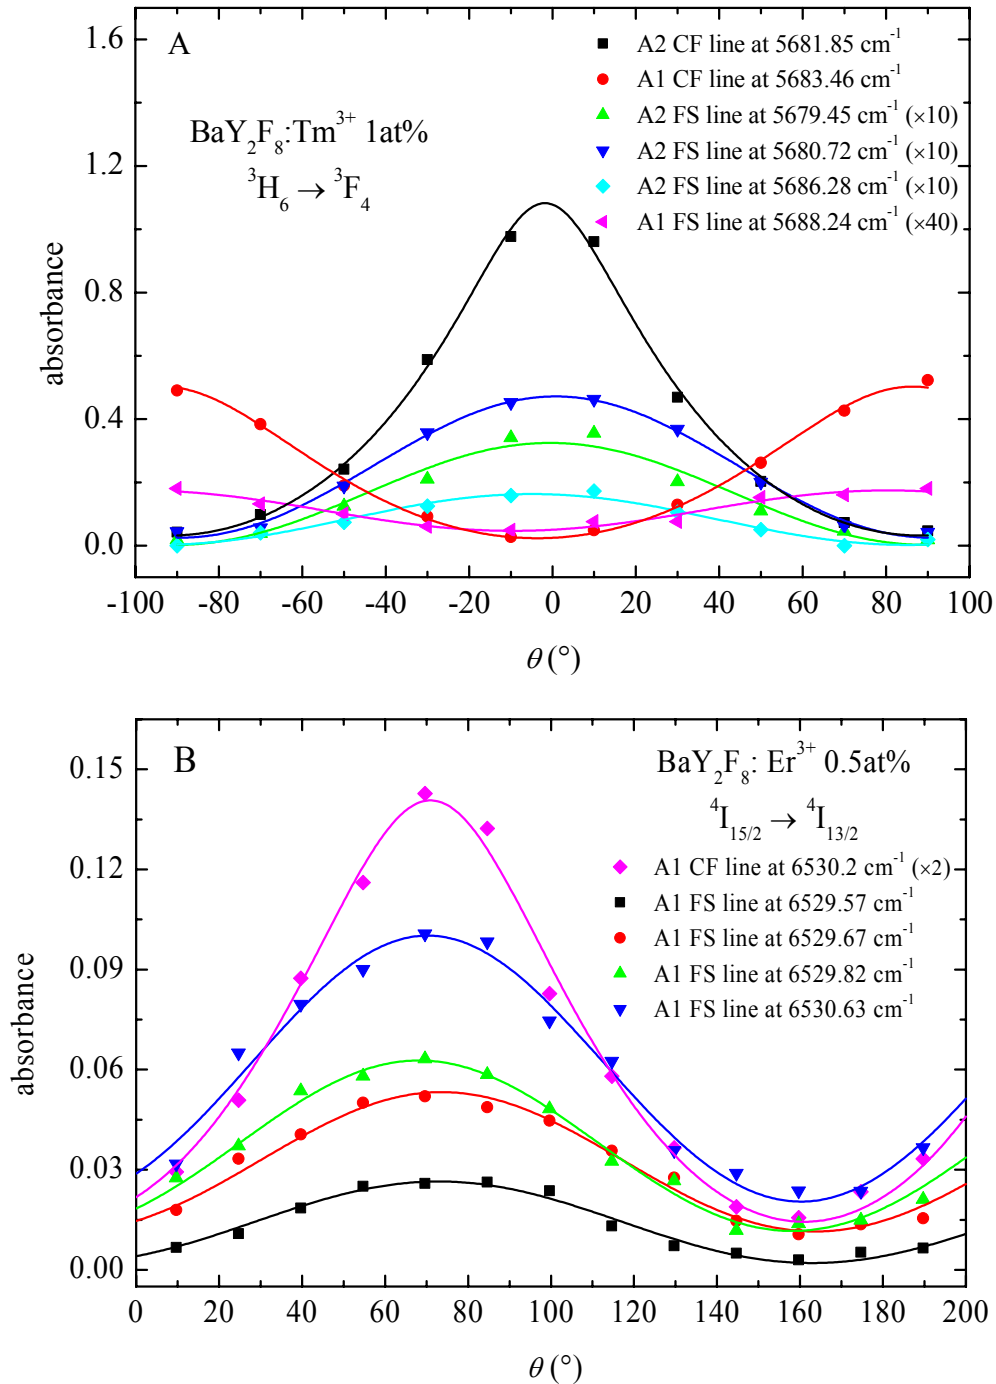 A
A2 CF line at 5681.85 cm⁻¹
A1 CF line at 5683.46 cm⁻¹
A2 FS line at 5679.45 cm⁻¹ (×10)
A2 FS line at 5680.72 cm⁻¹ (×10)
A2 FS line at 5686.28 cm⁻¹ (×10)
A1 FS line at 5688.24 cm⁻¹ (×40)
BaY₂F₈:Tm³⁺ 1at%
³H₆ → ³F₄
1.6
1.2
0.8
0.4
0.0
absorbance
-100 -80 -60 -40 -20 0 20 40 60 80 100
θ (°)
B
BaY₂F₈: Er³⁺ 0.5at%
⁴I₁₅/₂ → ⁴I₁₃/₂
A1 CF line at 6530.2 cm⁻¹ (×2)
A1 FS line at 6529.57 cm⁻¹
A1 FS line at 6529.67 cm⁻¹
A1 FS line at 6529.82 cm⁻¹
A1 FS line at 6530.63 cm⁻¹
0.15
0.12
0.09
0.06
0.03
0.00
absorbance
0 20 40 60 80 100 120 140 160 180 200
θ (°)